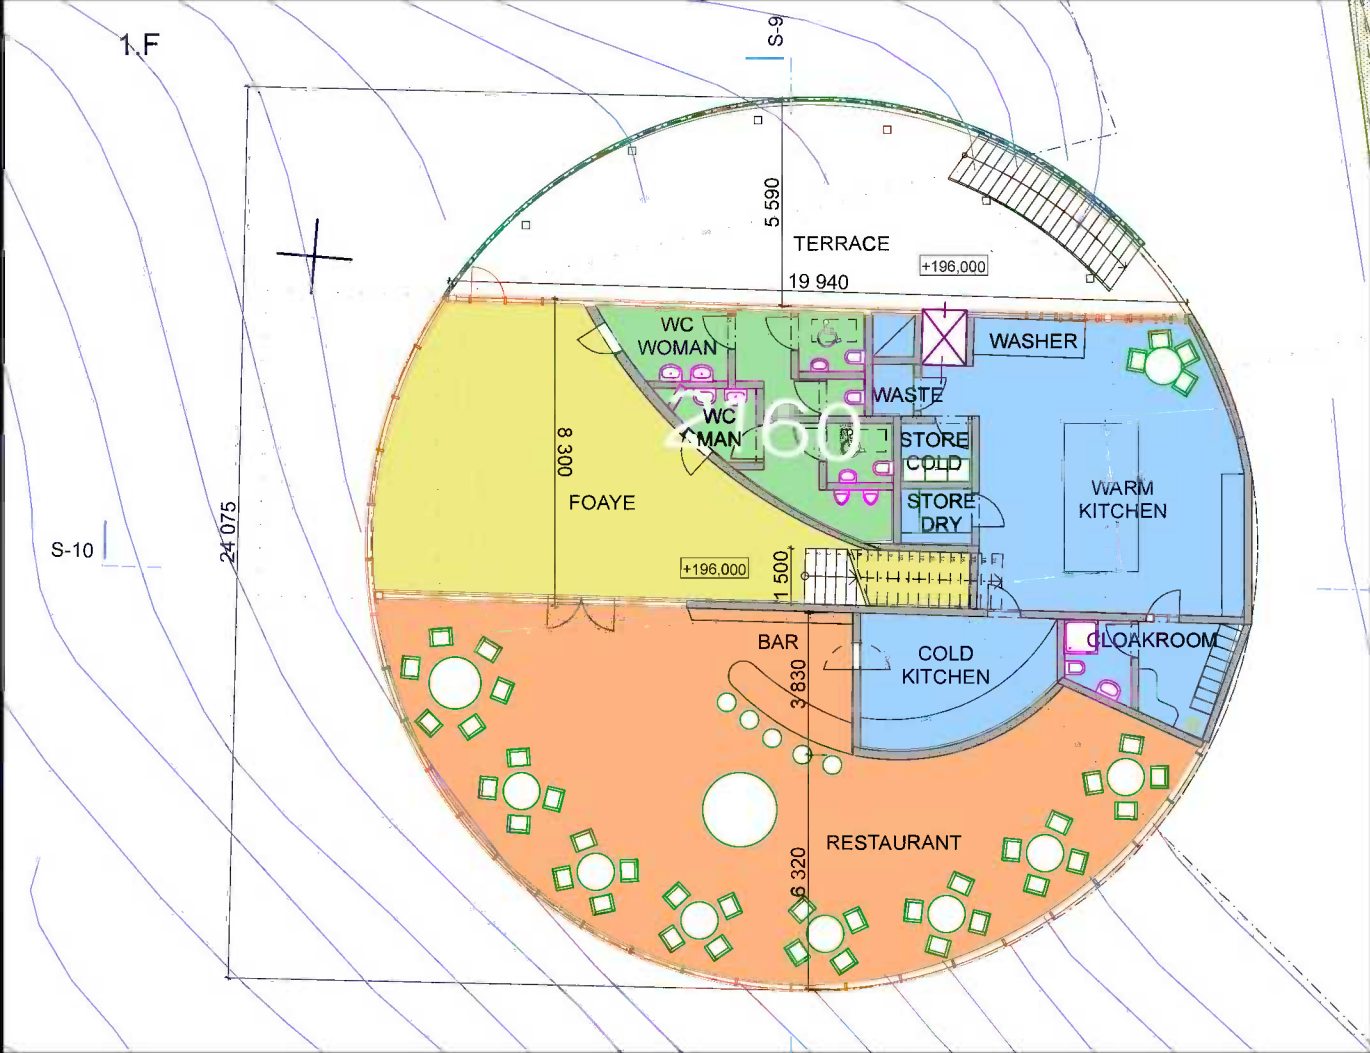 1.F
S-9
5 590
TERRACE
+196,000
19 940
WC
WOMAN
WASHER
WASTE
2160
WC
MAN
STORE
COLD
8 300
FOAYE
STORE
DRY
WARM
KITCHEN
24 075
S-10
+196,000
1 500
BAR
COLD
KITCHEN
CLOAKROOM
3 830
RESTAURANT
6 320